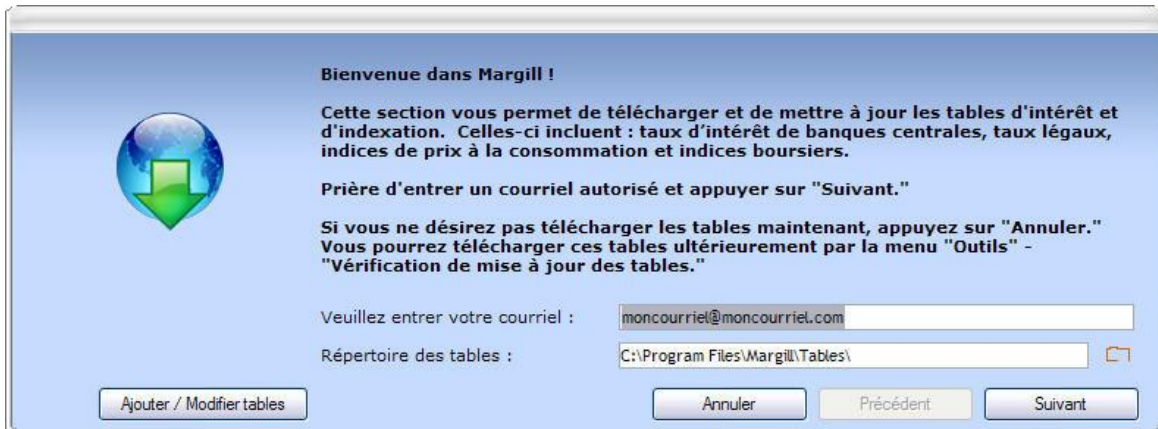 Bienvenue dans Margill !
Cette section vous permet de télécharger et de mettre à jour les tables d'intérêt et
d'indexation.  Celles-ci incluent : taux d’intérêt de banques centrales, taux légaux,
indices de prix à la consommation et indices boursiers.
Prière d'entrer un courriel autorisé et appuyer sur "Suivant."
Si vous ne désirez pas télécharger les tables maintenant, appuyez sur "Annuler."
Vous pourrez télécharger ces tables ultérieurement par la menu "Outils" -
"Vérification de mise à jour des tables."
Veuillez entrer votre courriel : moncourriel@moncourriel.com
Répertoire des tables : C:\Program Files\Margill\Tables\
Ajouter / Modifier tables Annuler Précédent Suivant